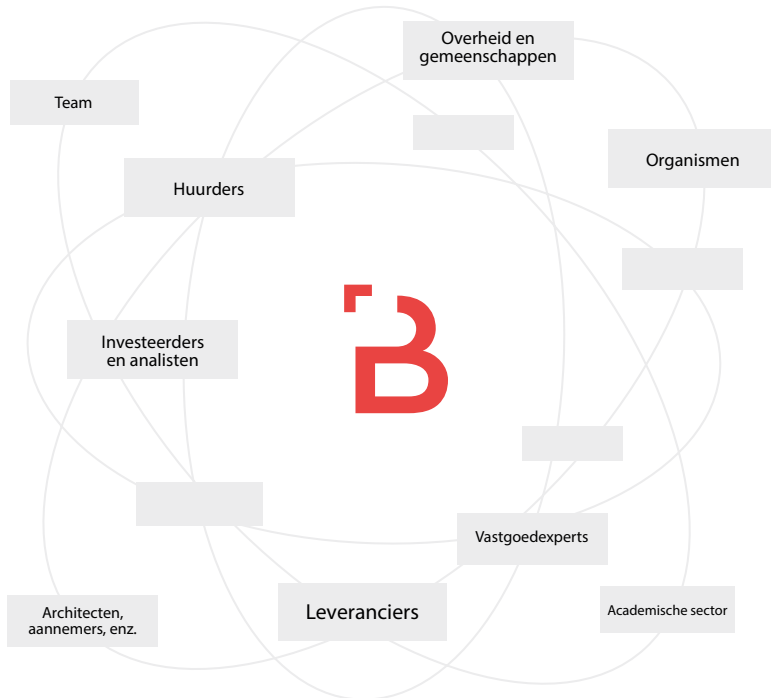 Overheid en
gemeenschappen
Team
Organismen
Huurders
Investeerders
en analisten
Vastgoedexperts
Architecten,
aannemers, enz.
Leveranciers
Academische sector